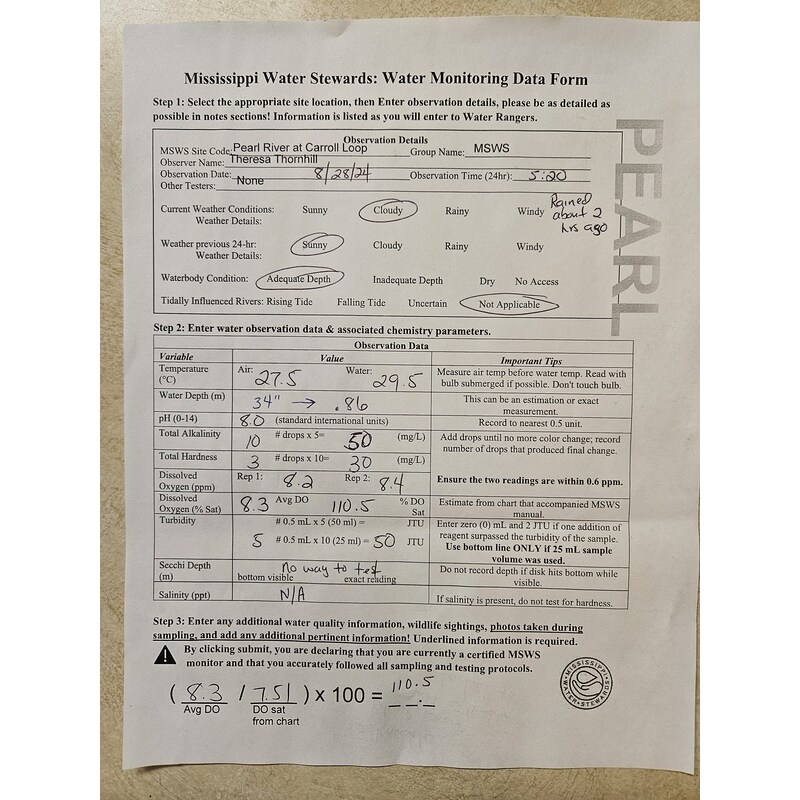 Mississippi Water Stewards: Water Monitoring Data Form
Step 1: Select the appropriate site location, then Enter observation details, please be as detailed as
possible in notes sections! Information is listed as you will enter to Water Rangers.
PEARL
Observation Details
MSWS Site Code: Pearl River at Carroll Loop Group Name: MSWS
Observer Name: Theresa Thornhill
Observation Date: 8/28/24 Observation Time (24hr): 5:20
Other Testers: None
Current Weather Conditions: Sunny Cloudy Rainy Windy Rained about 2 hrs ago
Weather Details:
Weather previous 24-hr: Sunny Cloudy Rainy Windy
Weather Details:
Waterbody Condition: Adequate Depth Inadequate Depth Dry No Access
Tidally Influenced Rivers: Rising Tide Falling Tide Uncertain Not Applicable
Step 2: Enter water observation data & associated chemistry parameters.
Observation Data
Variable Value Important Tips
Temperature (°C) Air: 27.5 Water: 29.5 Measure air temp before water temp. Read with
bulb submerged if possible. Don't touch bulb.
Water Depth (m) 34" → .86 This can be an estimation or exact
measurement.
pH (0-14) 8.0 (standard international units) Record to nearest 0.5 unit.
Total Alkalinity 10 # drops x 5= 50 (mg/L) Add drops until no more color change; record
number of drops that produced final change.
Total Hardness 3 # drops x 10= 30 (mg/L)
Dissolved Oxygen (ppm) Rep 1: 8.2 Rep 2: 8.4 Ensure the two readings are within 0.6 ppm.
Dissolved Oxygen (% Sat) 8.3 Avg DO 110.5 % DO Sat Estimate from chart that accompanied MSWS
manual.
Turbidity # 0.5 mL x 5 (50 ml) = JTU Enter zero (0) mL and 2 JTU if one addition of
reagent surpassed the turbidity of the sample.
5 # 0.5 mL x 10 (25 ml) = 50 JTU Use bottom line ONLY if 25 mL sample
volume was used.
Secchi Depth (m) no way to test Do not record depth if disk hits bottom while
bottom visible exact reading visible.
Salinity (ppt) N/A If salinity is present, do not test for hardness.
Step 3: Enter any additional water quality information, wildlife sightings, photos taken during
sampling, and add any additional pertinent information! Underlined information is required.
By clicking submit, you are declaring that you are currently a certified MSWS
monitor and that you accurately followed all sampling and testing protocols.
MISSISSIPPI WATER STEWARDS
( 8.3 / 7.51 ) x 100 = 110.5
Avg DO DO sat
from chart